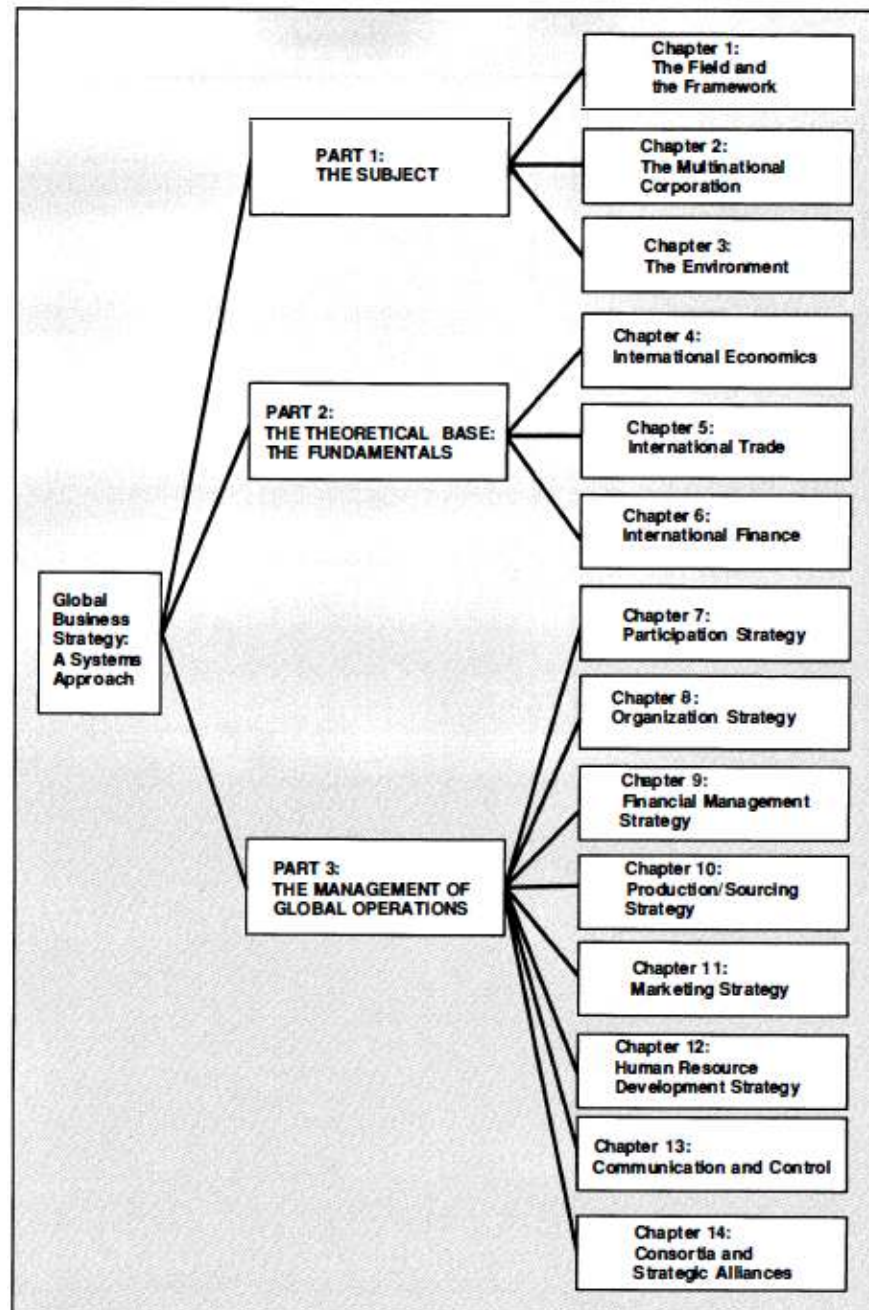 Global
Business
Strategy:
A Systems
Approach
PART 1:
THE SUBJECT
Chapter 1:
The Field and
the Framework
Chapter 2:
The Multinational
Corporation
Chapter 3:
The Environment
PART 2:
THE THEORETICAL BASE:
THE FUNDAMENTALS
Chapter 4:
International Economics
Chapter 5:
International Trade
Chapter 6:
International Finance
PART 3:
THE MANAGEMENT OF
GLOBAL OPERATIONS
Chapter 7:
Participation Strategy
Chapter 8:
Organization Strategy
Chapter 9:
Financial Management
Strategy
Chapter 10:
Production/Sourcing
Strategy
Chapter 11:
Marketing Strategy
Chapter 12:
Human Resource
Development Strategy
Chapter 13:
Communication and Control
Chapter 14:
Consortia and
Strategic Alliances